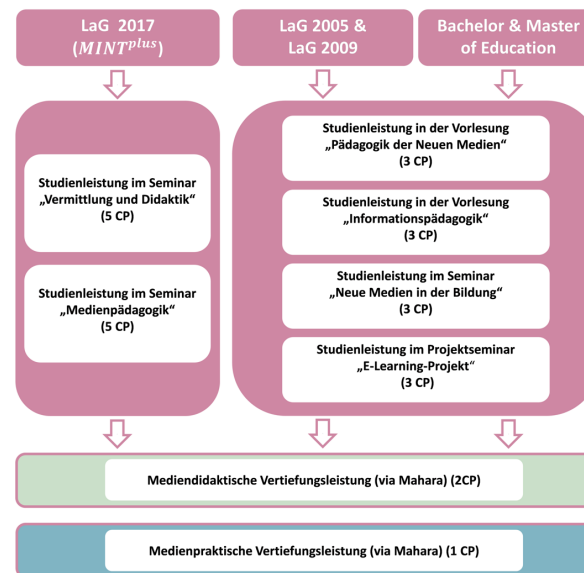 LaG 2017
(MINTplus)
LaG 2005 &
LaG 2009
Bachelor & Master
of Education
Studienleistung im Seminar
„Vermittlung und Didaktik“
(5 CP)
Studienleistung im Seminar
„Medienpädagogik“
(5 CP)
Studienleistung in der Vorlesung
„Pädagogik der Neuen Medien“
(3 CP)
Studienleistung in der Vorlesung
„Informationspädagogik“
(3 CP)
Studienleistung im Seminar
„Neue Medien in der Bildung“
(3 CP)
Studienleistung im Projektseminar
„E-Learning-Projekt“
(3 CP)
Mediendidaktische Vertiefungsleistung (via Mahara) (2CP)
Medienpraktische Vertiefungsleistung (via Mahara) (1 CP)